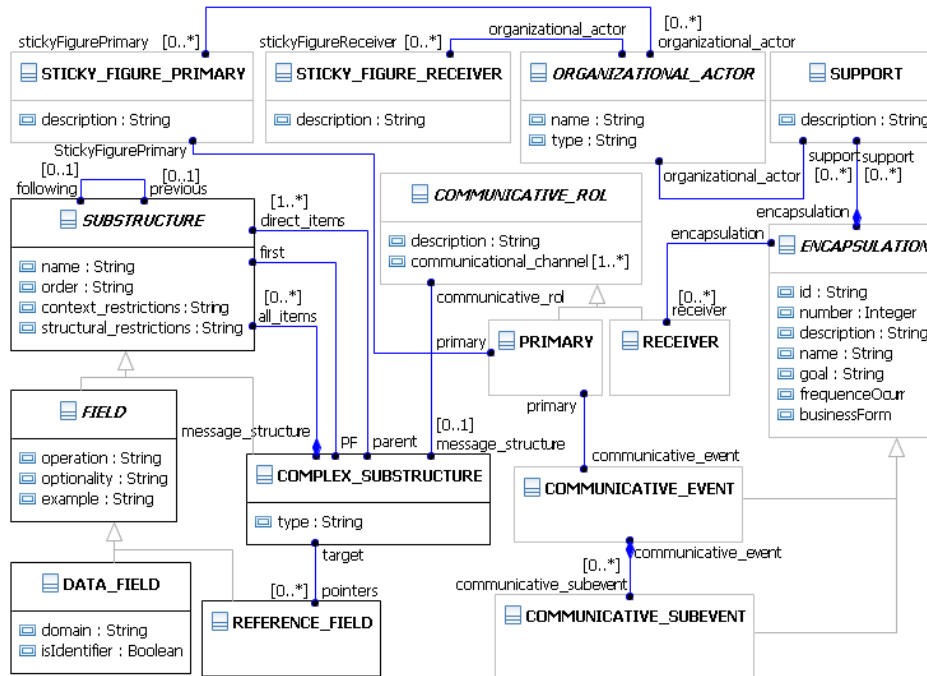 stickyFigurePrimary [0..*]
stickyFigureReceiver [0..*]
organizational_actor
[0..*]
organizational_actor
STICKY_FIGURE_PRIMARY
description : String
STICKY_FIGURE_RECEIVER
description : String
ORGANIZATIONAL_ACTOR
name : String
type : String
SUPPORT
description : String
StickyFigurePrimary
organizational_actor
support
[0..*]
support
[0..*]
[0..1]
following
[0..1]
previous
SUBSTRUCTURE
name : String
order : String
context_restrictions : String
structural_restrictions : String
[1..*]
direct_items
first
[0..*]
all_items
COMMUNICATIVE_ROL
description : String
communicational_channel [1..*]
communicative_rol
encapsulation
encapsulation
ENCAPSULATION
id : String
number : Integer
description : String
name : String
goal : String
frequenceOcurr
businessForm
[0..*]
receiver
primary
PRIMARY
RECEIVER
primary
FIELD
operation : String
optionality : String
example : String
message_structure
PF
parent
[0..1]
message_structure
COMPLEX_SUBSTRUCTURE
type : String
target
communicative_event
COMMUNICATIVE_EVENT
communicative_event
[0..*]
communicative_subevent
COMMUNICATIVE_SUBEVENT
DATA_FIELD
domain : String
isIdentifier : Boolean
[0..*]
pointers
REFERENCE_FIELD